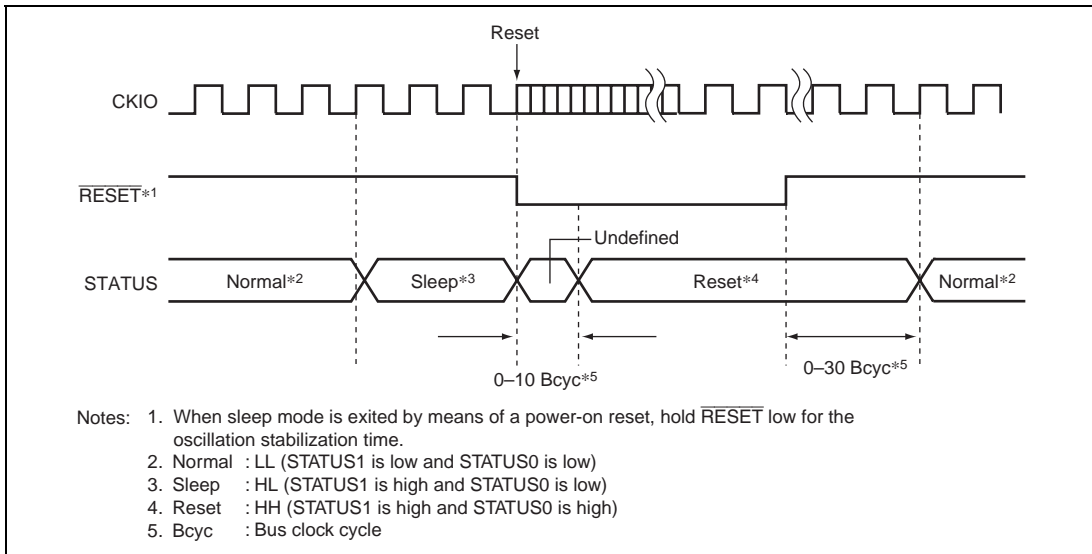 Reset
CKIO
RESET*1
Undefined
STATUS
Normal*2
Sleep*3
Reset*4
Normal*2
0–10 Bcyc*5
0–30 Bcyc*5
Notes: 1. When sleep mode is exited by means of a power-on reset, hold RESET low for the
oscillation stabilization time.
2. Normal : LL (STATUS1 is low and STATUS0 is low)
3. Sleep : HL (STATUS1 is high and STATUS0 is low)
4. Reset : HH (STATUS1 is high and STATUS0 is high)
5. Bcyc : Bus clock cycle